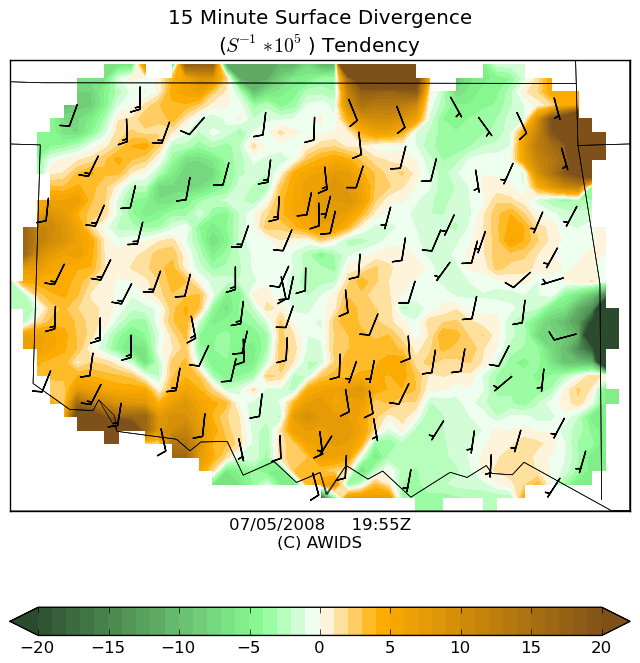 15 Minute Surface Divergence
(S⁻¹ *10⁵ ) Tendency
07/05/2008 19:55Z
(C) AWIDS
−20 −15 −10 −5 0 5 10 15 20